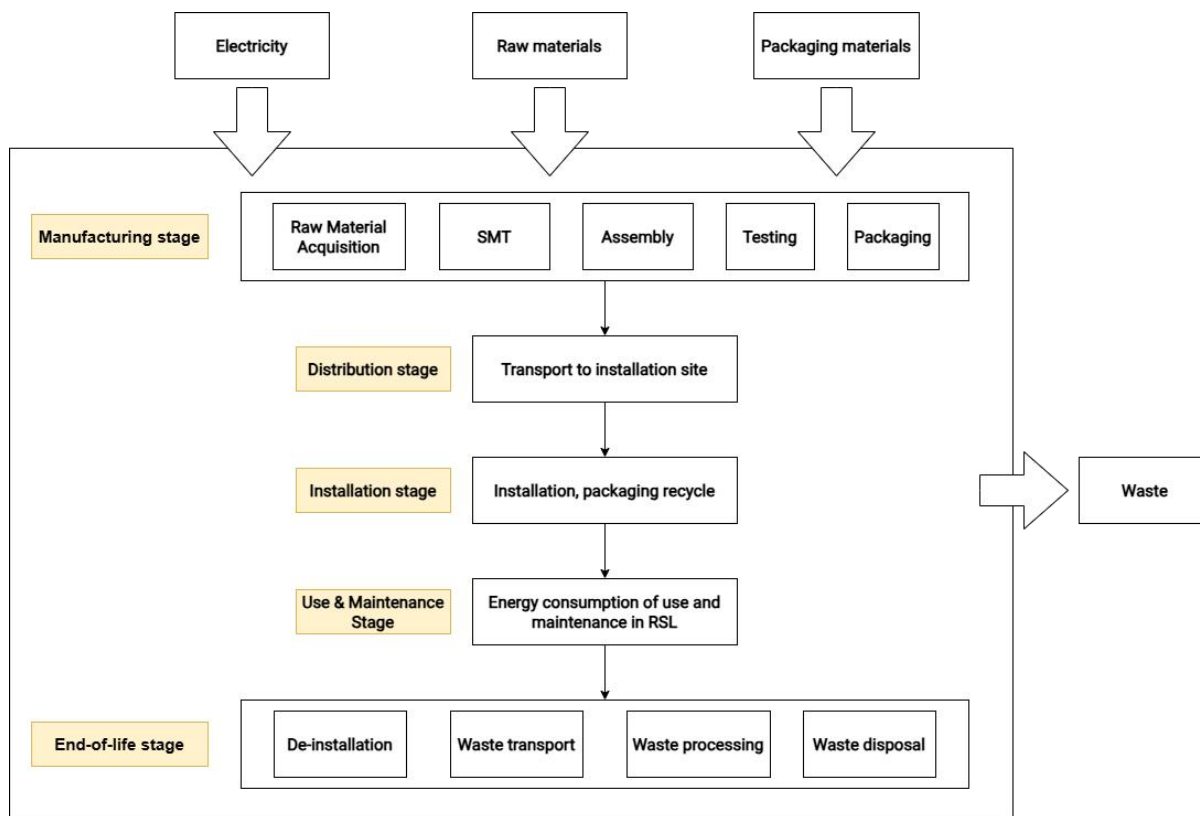 Electricity
Raw materials
Packaging materials
Manufacturing stage
Raw Material
Acquisition
SMT
Assembly
Testing
Packaging
Distribution stage
Transport to installation site
Installation stage
Installation, packaging recycle
Waste
Use & Maintenance
Stage
Energy consumption of use and
maintenance in RSL
End-of-life stage
De-installation
Waste transport
Waste processing
Waste disposal